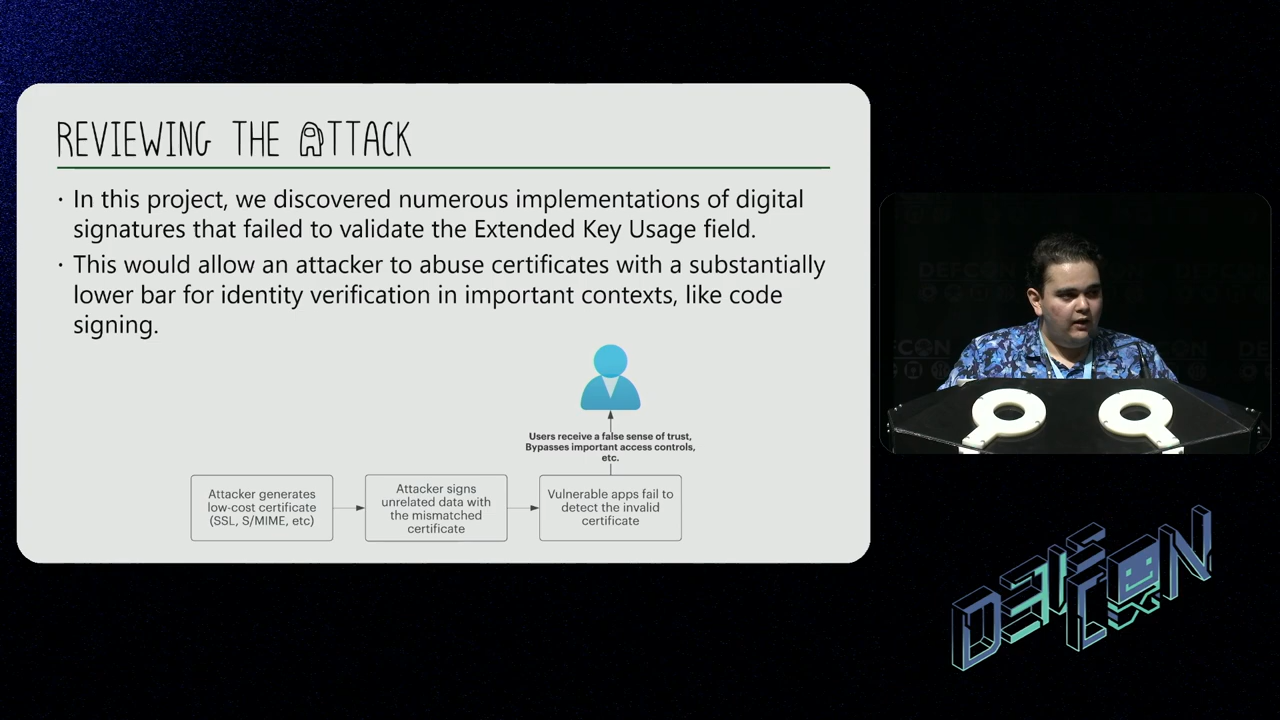 REVIEWING THE ATTACK
· In this project, we discovered numerous implementations of digital
signatures that failed to validate the Extended Key Usage field.
· This would allow an attacker to abuse certificates with a substantially
lower bar for identity verification in important contexts, like code
signing.
Users receive a false sense of trust,
Bypasses important access controls,
etc.
Attacker generates
low-cost certificate
(SSL, S/MIME, etc)
Attacker signs
unrelated data with
the mismatched
certificate
Vulnerable apps fail to
detect the invalid
certificate
DEFCON
DEF CON